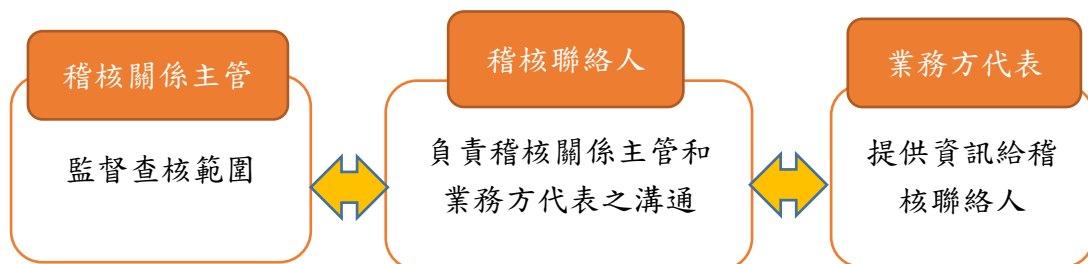 稽核關係主管
監督查核範圍
稽核聯絡人
負責稽核關係主管和
業務方代表之溝通
業務方代表
提供資訊給稽
核聯絡人